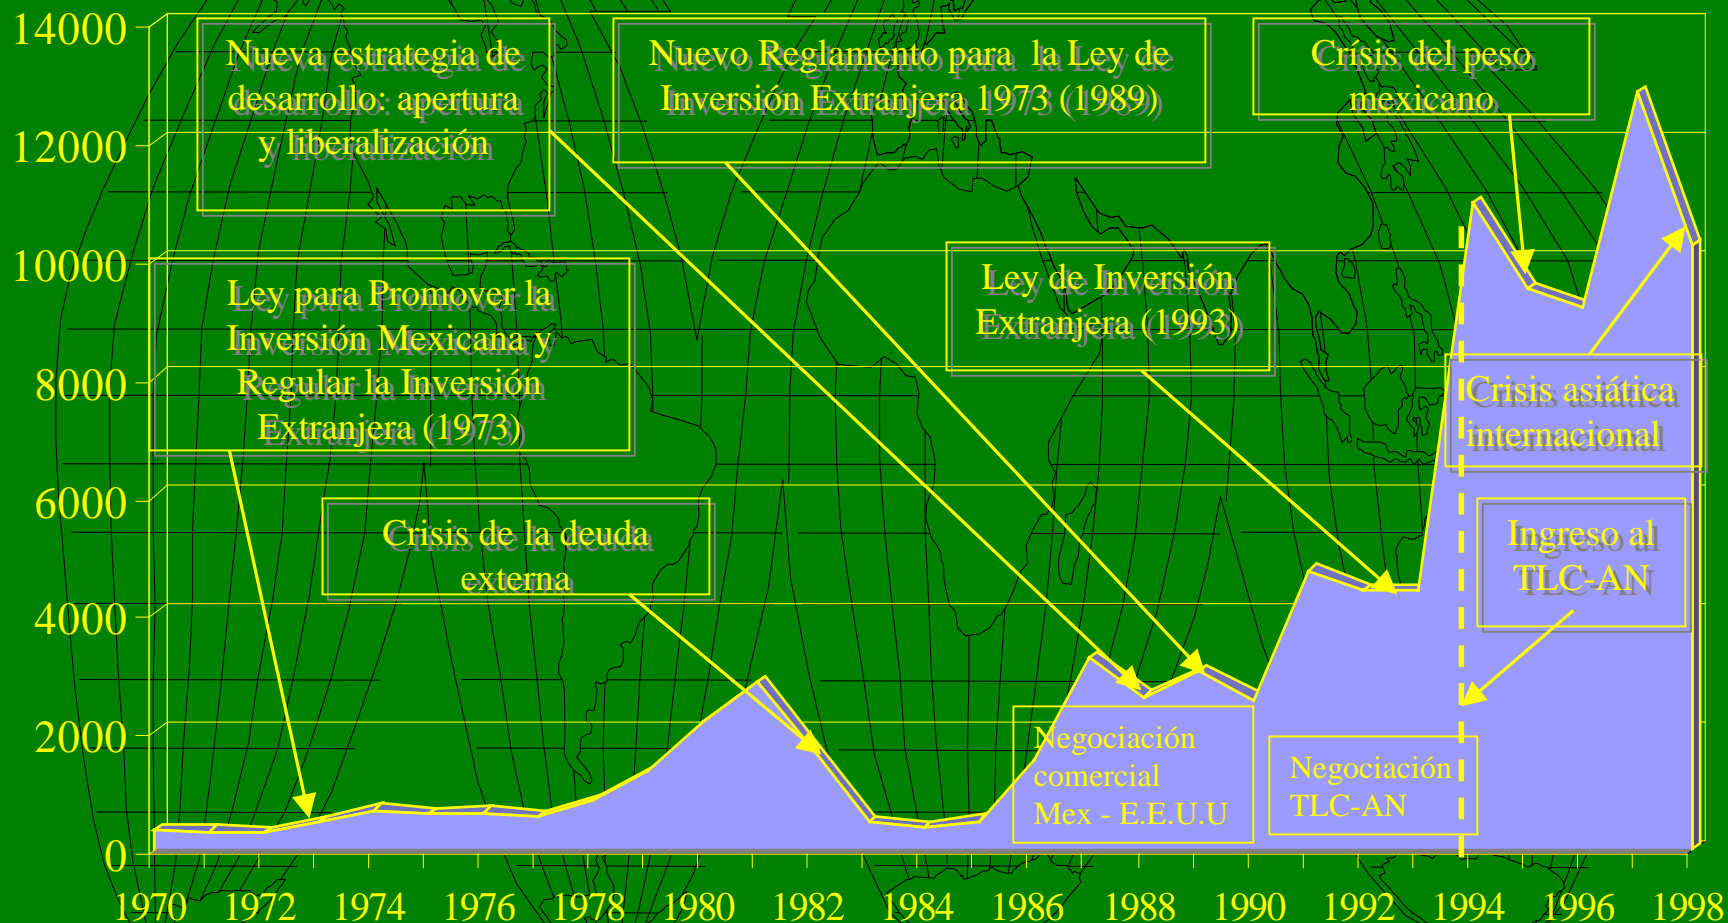 14000
12000
10000
8000
6000
4000
2000
0
Nueva estrategia de
desarrollo: apertura
y liberalización
Nuevo Reglamento para  la Ley de
Inversión Extranjera 1973 (1989)
Crísis del peso
mexicano
Ley para Promover la
Inversión Mexicana y
Regular la Inversión
Extranjera (1973)
Ley de Inversión
Extranjera (1993)
Crisis asiática
internacional
Crisis de la deuda
externa
Ingreso al
TLC-AN
Negociación
comercial
Mex - E.E.U.U
Negociación
TLC-AN
1970 1972 1974 1976 1978 1980 1982 1984 1986 1988 1990 1992 1994 1996 1998